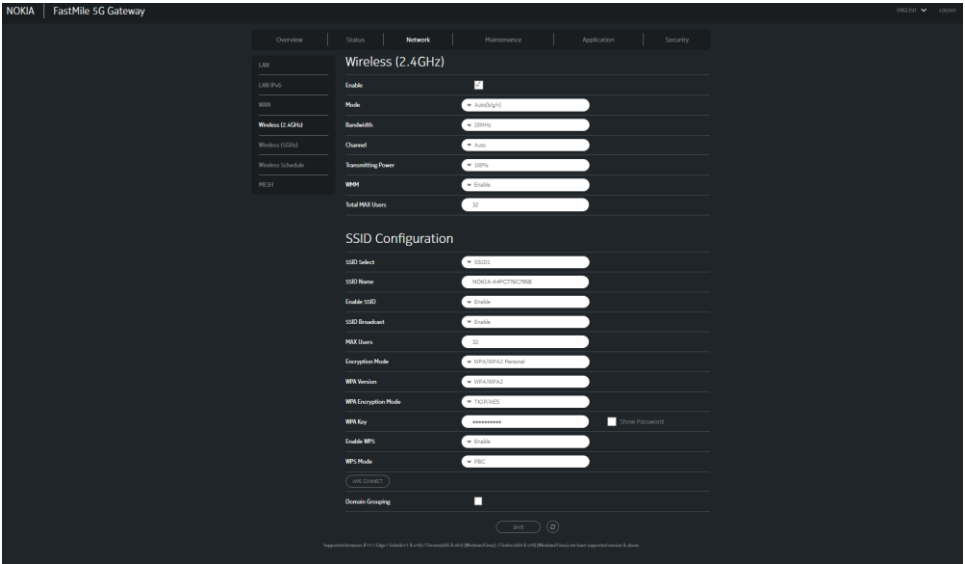 NOKIA FastMile 5G Gateway ENGLISH Logout
Overview Status Network Maintenance Application Security
LAN
LAN IPv6
WAN
Wireless (2.4GHz)
Wireless (5GHz)
Wireless Schedule
MESH
Wireless (2.4GHz)
Enable
Mode Auto(b/g/n)
Bandwidth 20MHz
Channel Auto
Transmitting Power 100%
WMM Enable
Total MAX Users 32
SSID Configuration
SSID Select SSID1
SSID Name
Enable SSID Enable
SSID Broadcast Enable
MAX Users 32
Encryption Mode WPA/WPA2 Personal
WPA Version WPA/WPA2
WPA Encryption Mode TKIP/AES
WPA Key ********** Show Password
Enable WPS Enable
WPS Mode PBC
WPS CONNECT
Domain Grouping
SAVE